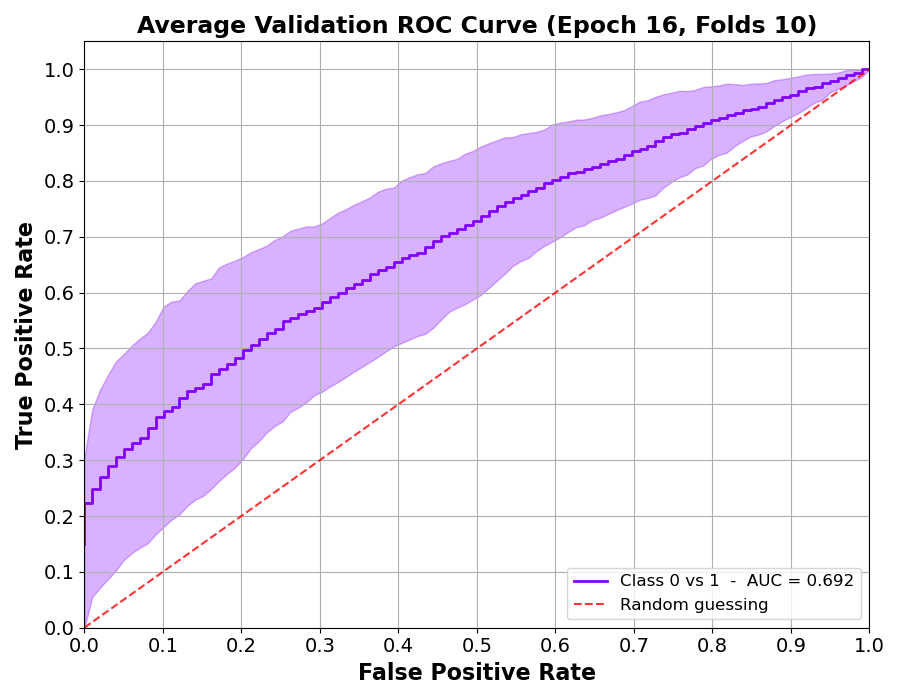 Average Validation ROC Curve (Epoch 16, Folds 10)
True Positive Rate
1.0
0.9
0.8
0.7
0.6
0.5
0.4
0.3
0.2
0.1
0.0
Class 0 vs 1 - AUC = 0.692
Random guessing
0.0 0.1 0.2 0.3 0.4 0.5 0.6 0.7 0.8 0.9 1.0
False Positive Rate